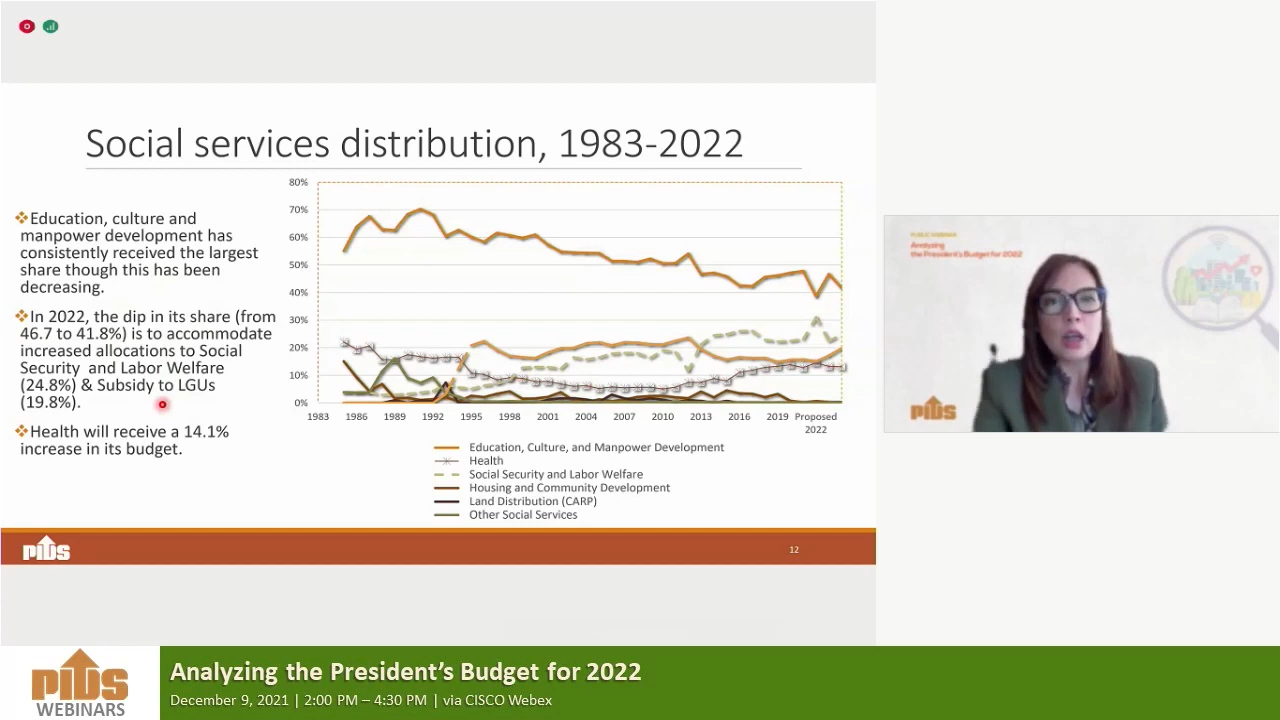 Social services distribution, 1983-2022
❖Education, culture and
manpower development has
consistently received the largest
share though this has been
decreasing.
❖In 2022, the dip in its share (from
46.7 to 41.8%) is to accommodate
increased allocations to Social
Security and Labor Welfare
(24.8%) & Subsidy to LGUs
(19.8%).
❖Health will receive a 14.1%
increase in its budget.
80%
70%
60%
50%
40%
30%
20%
10%
0%
1983 1986 1989 1992 1995 1998 2001 2004 2007 2010 2013 2016 2019 Proposed
2022
Education, Culture, and Manpower Development
Health
Social Security and Labor Welfare
Housing and Community Development
Land Distribution (CARP)
Other Social Services
PIDS
12
PUBLIC WEBINAR
Analyzing
the President's Budget for 2022
PIDS
PIDS
WEBINARS
Analyzing the President's Budget for 2022
December 9, 2021 | 2:00 PM – 4:30 PM | via CISCO Webex